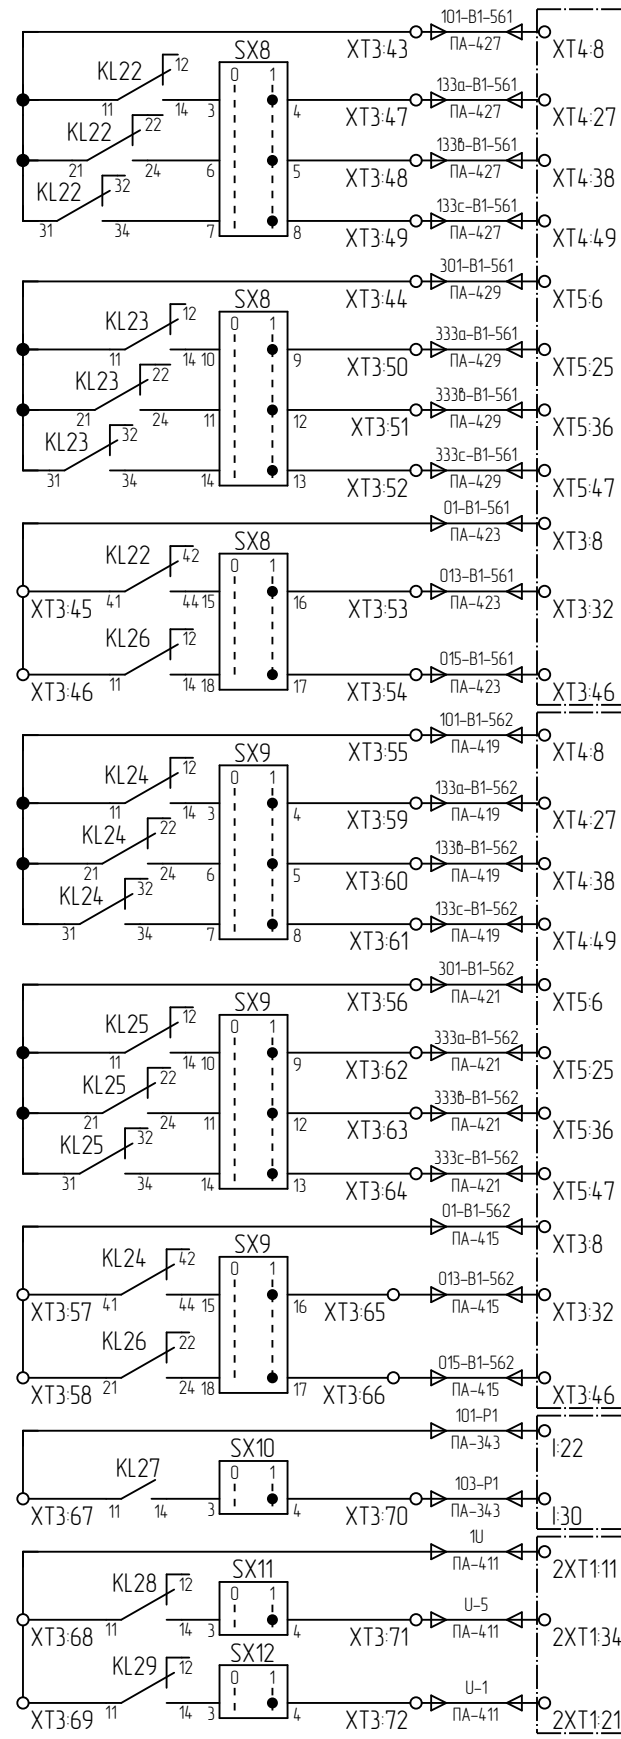 101-В1-561
XT3:43 ПА-427 XT4:8
KL22 12 SX8 0 1 133а-В1-561
11 14 3 4 XT3:47 ПА-427 XT4:27
KL22 22 133в-В1-561
21 24 6 5 XT3:48 ПА-427 XT4:38
KL22 32 133с-В1-561
31 34 7 8 XT3:49 ПА-427 XT4:49
301-В1-561
XT3:44 ПА-429 XT5:6
KL23 12 SX8 0 1 333а-В1-561
11 14 10 9 XT3:50 ПА-429 XT5:25
KL23 22 333в-В1-561
21 24 11 12 XT3:51 ПА-429 XT5:36
KL23 32 333с-В1-561
31 34 14 13 XT3:52 ПА-429 XT5:47
01-В1-561
ПА-423 XT3:8
KL22 42 SX8 0 1 013-В1-561
XT3:45 41 44 15 16 XT3:53 ПА-423 XT3:32
KL26 12 015-В1-561
XT3:46 11 14 18 17 XT3:54 ПА-423 XT3:46
101-В1-562
XT3:55 ПА-419 XT4:8
KL24 12 SX9 0 1 133а-В1-562
11 14 3 4 XT3:59 ПА-419 XT4:27
KL24 22 133в-В1-562
21 24 6 5 XT3:60 ПА-419 XT4:38
KL24 32 133с-В1-562
31 34 7 8 XT3:61 ПА-419 XT4:49
301-В1-562
XT3:56 ПА-421 XT5:6
KL25 12 SX9 0 1 333а-В1-562
11 14 10 9 XT3:62 ПА-421 XT5:25
KL25 22 333в-В1-562
21 24 11 12 XT3:63 ПА-421 XT5:36
KL25 32 333с-В1-562
31 34 14 13 XT3:64 ПА-421 XT5:47
01-В1-562
ПА-415 XT3:8
KL24 42 SX9 0 1 013-В1-562
XT3:57 41 44 15 16 XT3:65 ПА-415 XT3:32
KL26 22 015-В1-562
XT3:58 21 24 18 17 XT3:66 ПА-415 XT3:46
101-Р1
ПА-343 I:22
KL27 SX10 0 1 103-Р1
XT3:67 11 14 3 4 XT3:70 ПА-343 I:30
1U
ПА-411 2XT1:11
KL28 12 SX11 0 1 U-5
XT3:68 11 14 3 4 XT3:71 ПА-411 2XT1:34
KL29 12 SX12 0 1 U-1
XT3:69 11 14 3 4 XT3:72 ПА-411 2XT1:21